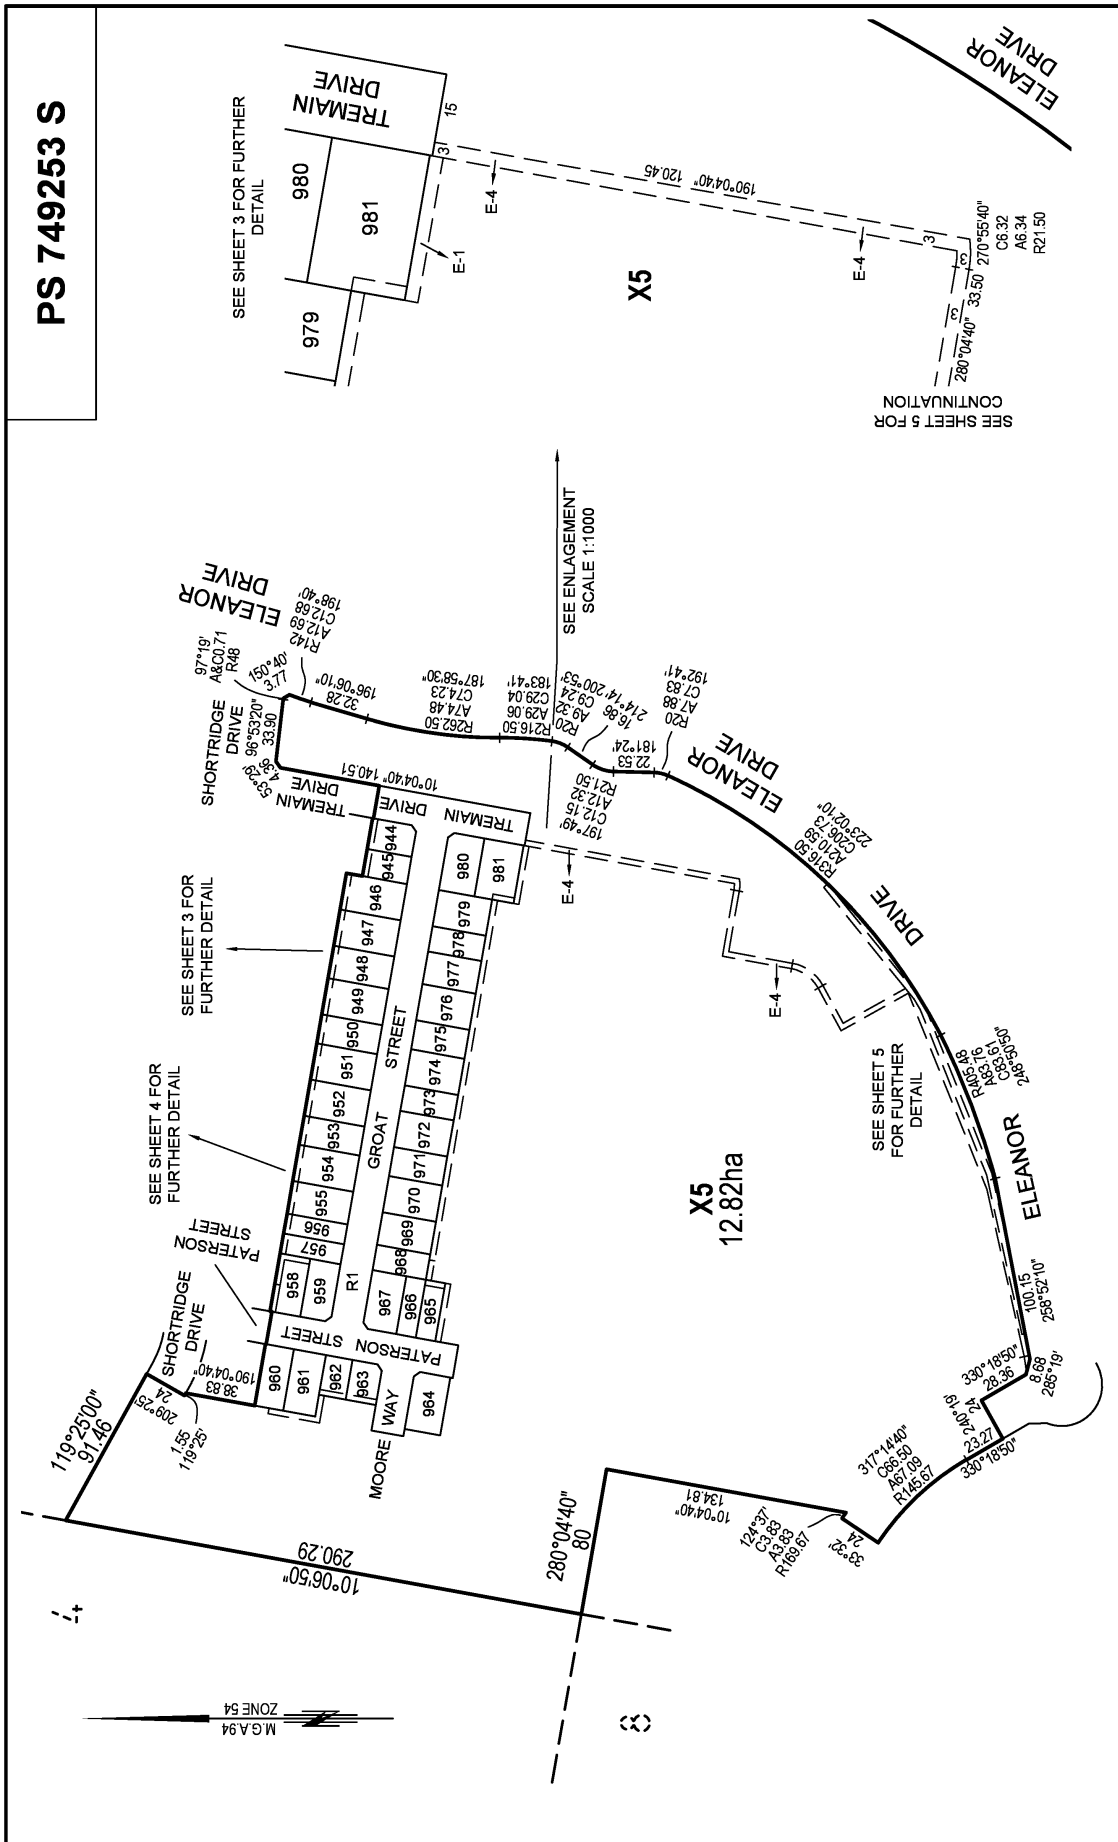 PS 749253 S
ELEANOR
DRIVE
TREMAIN
DRIVE
15
3
SEE SHEET 3 FOR FURTHER
DETAIL
980
981
979
E-4
E-1
190°04'40"
120.45
E-4
X5
3
3
3
270°55'40"
C6.32
A6.34
R21.50
33.50
280°04'40"
SEE SHEET 5 FOR
CONTINUATION
SEE ENLAGEMENT
SCALE 1:1000
ELEANOR
DRIVE
198°40'
C12.68
A12.69
R142
97°19'
A&C0.71
R48
150°40'
3.77
SHORTRIDGE
DRIVE
96°53'20"
33.90
53°29'
4.36
196°06'10"
32.28
187°58'30"
C74.23
A74.48
R262.50
183°41'
C29.04
A29.06
R216.50
200°53'
C9.24
A9.32
R20
214°14'
16.86
192°41'
C7.83
A7.88
R20
181°24'
22.53
197°49'
C12.15
A12.32
R21.50
10°04'40" 140.51
TREMAIN
DRIVE
TREMAIN
DRIVE
ELEANOR
DRIVE
223°02'10"
C206.73
A210.59
R316.50
DRIVE
944
945
946
947
948
949
950
951
952
953
954
955
956
957
958
959
960
961
962
963
964
965
966
967
968
969
970
971
972
973
974
975
976
977
978
979
980
981
GROAT
STREET
R1
SEE SHEET 3 FOR
FURTHER DETAIL
SEE SHEET 4 FOR
FURTHER DETAIL
PATERSON
STREET
PATERSON
STREET
MOORE
WAY
SHORTRIDGE
DRIVE
190°04'40"
38.83
209°25'
24
1.55
119°25'
119°25'00"
91.46
E-4
E-4
SEE SHEET 5
FOR FURTHER
DETAIL
X5
12.82ha
R405.48
A83.76
C83.61
248°50'50"
ELEANOR
100.15
258°52'10"
8.68
285°19'
330°18'50"
28.36
240°19'
24
23.27
330°18'50"
317°14'40"
C66.50
A67.09
R145.67
33°32'
24
124°37'
C3.83
A3.83
R169.67
10°04'40"
134.81
280°04'40"
80
10°06'50"
290.29
M.G.A.94
ZONE 54
4
8